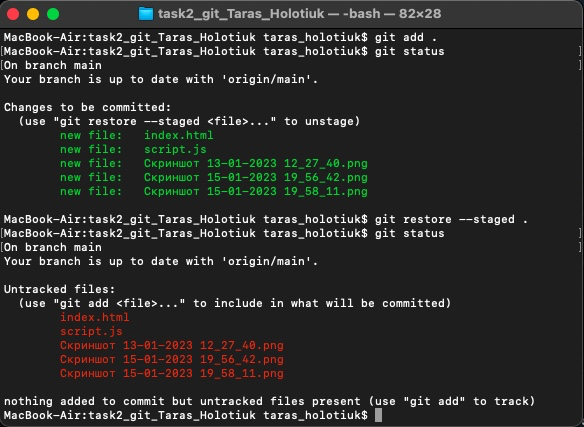 task2_git_Taras_Holotiuk — -bash — 82×28
MacBook-Air:task2_git_Taras_Holotiuk taras_holotiuk$ git add .
[MacBook-Air:task2_git_Taras_Holotiuk taras_holotiuk$ git status ]
[On branch main ]
Your branch is up to date with 'origin/main'.
Changes to be committed:
(use "git restore --staged <file>..." to unstage)
new file: index.html
new file: script.js
new file: Скриншот 13-01-2023 12_27_40.png
new file: Скриншот 15-01-2023 19_56_42.png
new file: Скриншот 15-01-2023 19_58_11.png
MacBook-Air:task2_git_Taras_Holotiuk taras_holotiuk$ git restore --staged .
[MacBook-Air:task2_git_Taras_Holotiuk taras_holotiuk$ git status ]
[On branch main ]
Your branch is up to date with 'origin/main'.
Untracked files:
(use "git add <file>..." to include in what will be committed)
index.html
script.js
Скриншот 13-01-2023 12_27_40.png
Скриншот 15-01-2023 19_56_42.png
Скриншот 15-01-2023 19_58_11.png
nothing added to commit but untracked files present (use "git add" to track)
MacBook-Air:task2_git_Taras_Holotiuk taras_holotiuk$